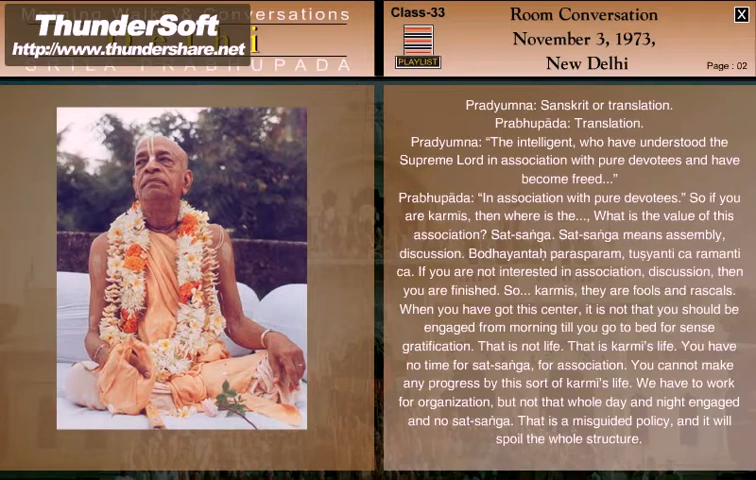 Morning Walks & Conversations
ThunderSoft
http://www.thundershare.net
SRILA PRABHUPADA
Class-33
PLAYLIST
Room Conversation
November 3, 1973,
New Delhi
X
Page : 02
Pradyumna: Sanskrit or translation.
Prabhupāda: Translation.
Pradyumna: “The intelligent, who have understood the
Supreme Lord in association with pure devotees and have
become freed...”
Prabhupāda: “In association with pure devotees.” So if you
are karmis, then where is the..., What is the value of this
association? Sat-saṅga. Sat-saṅga means assembly,
discussion. Bodhayantaḥ parasparam, tuṣyanti ca ramanti
ca. If you are not interested in association, discussion, then
you are finished. So... karmis, they are fools and rascals.
When you have got this center, it is not that you should be
engaged from morning till you go to bed for sense
gratification. That is not life. That is karmi’s life. You have
no time for sat-saṅga, for association. You cannot make
any progress by this sort of karmi’s life. We have to work
for organization, but not that whole day and night engaged
and no sat-saṅga. That is a misguided policy, and it will
spoil the whole structure.